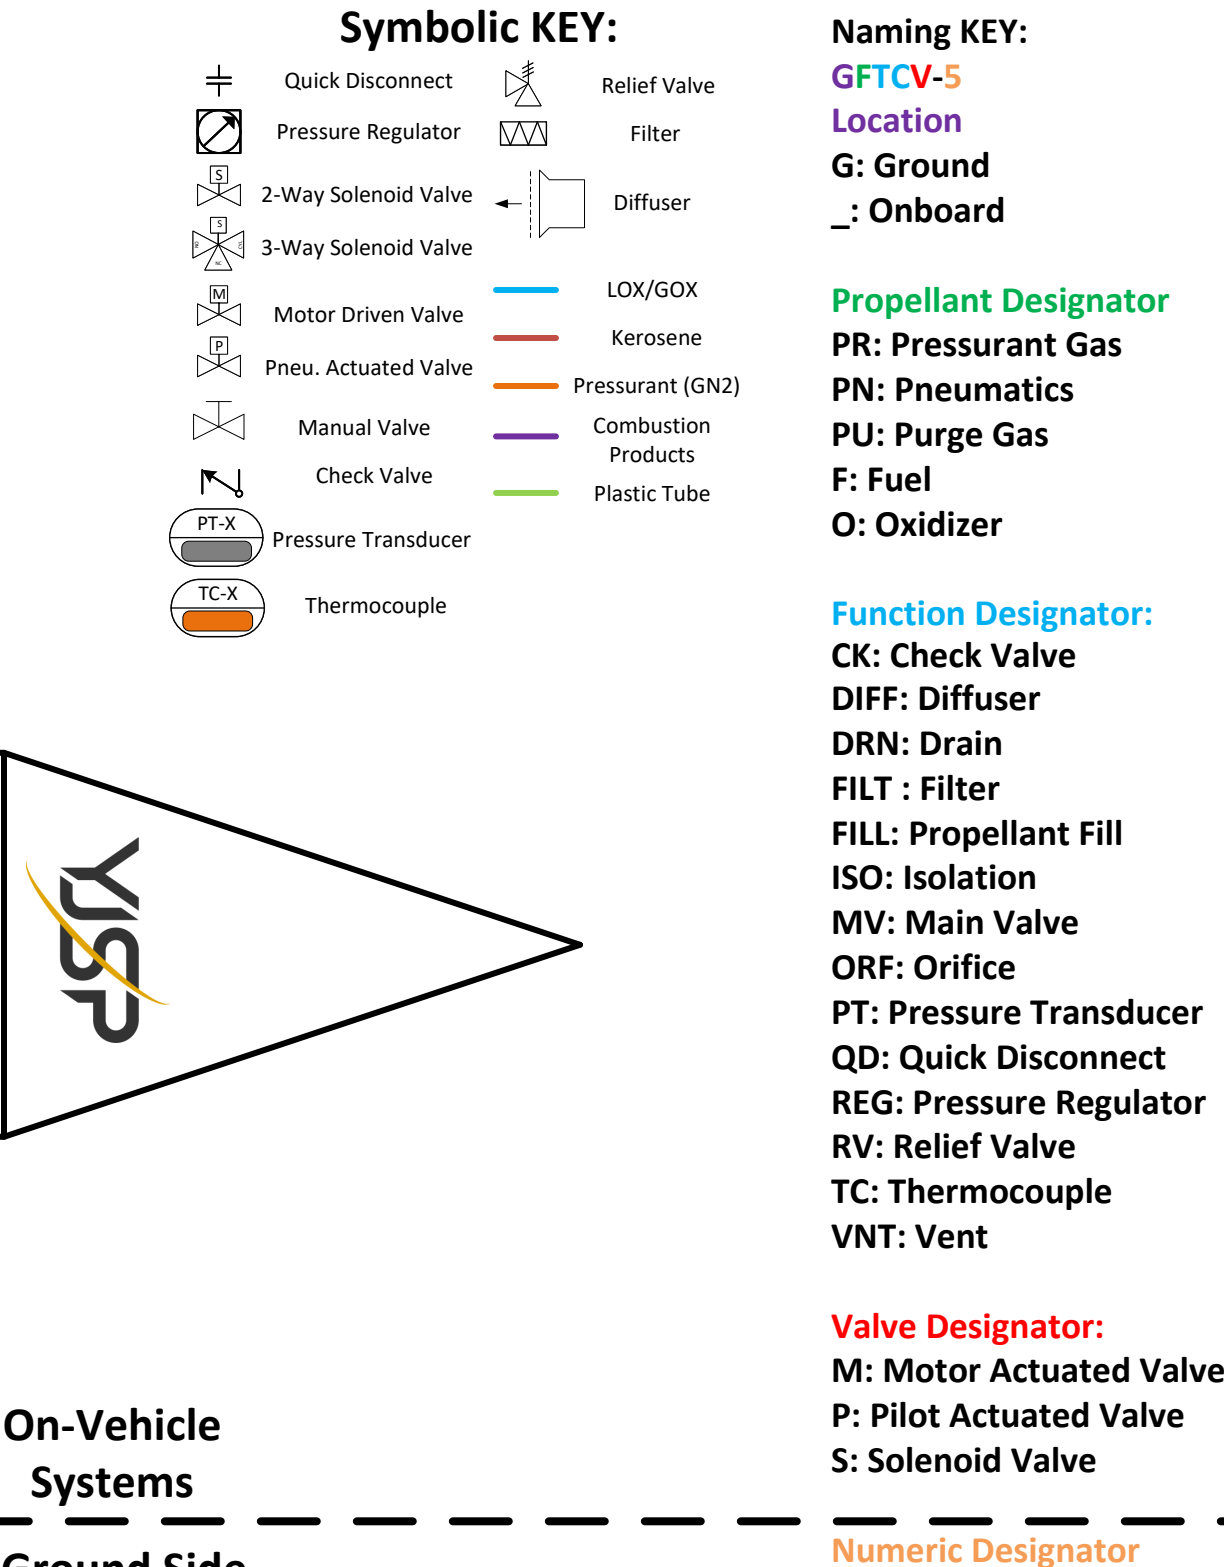 Symbolic KEY:
Quick Disconnect
Pressure Regulator
S
2-Way Solenoid Valve
S
NC
3-Way Solenoid Valve
M
Motor Driven Valve
P
Pneu. Actuated Valve
Manual Valve
Check Valve
PT-X
Pressure Transducer
TC-X
Thermocouple
Relief Valve
Filter
Diffuser
LOX/GOX
Kerosene
Pressurant (GN2)
Combustion
Products
Plastic Tube
YJSP
On-Vehicle
Systems
Ground Side
Naming KEY:
GFTCV-5
Location
G: Ground
_: Onboard
Propellant Designator
PR: Pressurant Gas
PN: Pneumatics
PU: Purge Gas
F: Fuel
O: Oxidizer
Function Designator:
CK: Check Valve
DIFF: Diffuser
DRN: Drain
FILT : Filter
FILL: Propellant Fill
ISO: Isolation
MV: Main Valve
ORF: Orifice
PT: Pressure Transducer
QD: Quick Disconnect
REG: Pressure Regulator
RV: Relief Valve
TC: Thermocouple
VNT: Vent
Valve Designator:
M: Motor Actuated Valve
P: Pilot Actuated Valve
S: Solenoid Valve
Numeric Designator